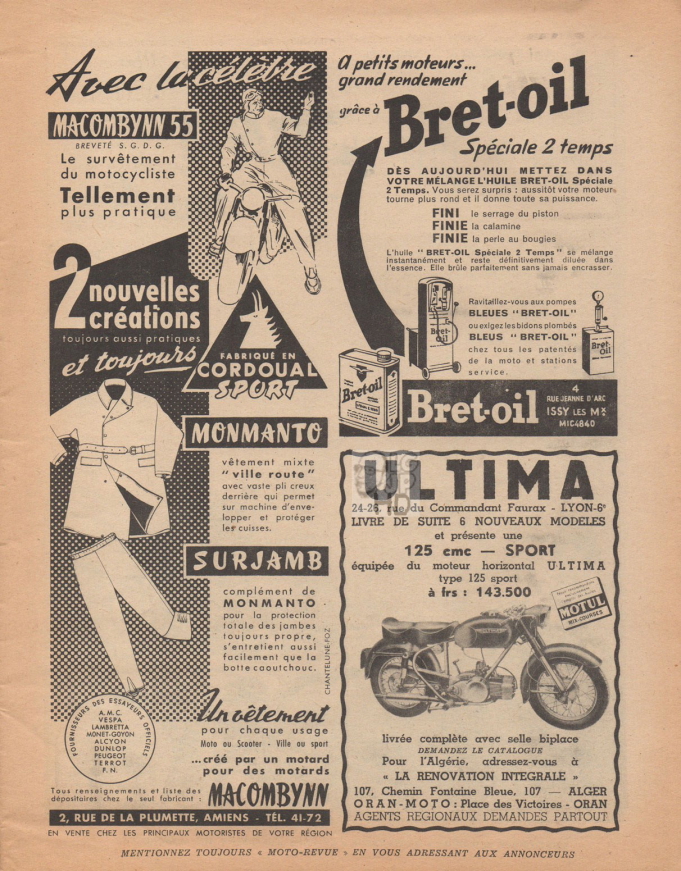 Avec la célèbre
MACOMBYNN 55
BREVETÉ S. G. D. G.
Le survêtement
du motocycliste
Tellement
plus pratique
2 nouvelles
créations
toujours aussi pratiques
et toujours
FABRIQUÉ EN
CORDOUAL
SPORT
MONMANTO
vêtement mixte
"ville route"
avec vaste pli creux
derrière qui permet
sur machine d'enve-
lopper et protéger
les cuisses.
SURJAMB
complément de
MONMANTO
pour la protection
totale des jambes
toujours propre,
s'entretient aussi
facilement que la
botte caoutchouc.
CHANTELUNE-FOZ
FOURNISSEURS DES ESSAYEURS OFFICIELS
A.M.C.
VESPA
LAMBRETTA
MONET-GOYON
ALCYON
DUNLOP
PEUGEOT
TERROT
P.N.
Un vêtement
pour chaque usage
Moto ou Scooter - Ville ou sport
...créé par un motard
pour des motards
Tous renseignements et liste des
dépositaires chez le seul fabricant :
MACOMBYNN
2, RUE DE LA PLUMETTE, AMIENS - TÉL. 41-72
EN VENTE CHEZ LES PRINCIPAUX MOTORISTES DE VOTRE RÉGION
A petits moteurs...
grand rendement
grâce à
Bret-oil
Spéciale 2 temps
DÈS AUJOURD'HUI METTEZ DANS
VOTRE MÉLANGE L'HUILE BRET-OIL Spéciale
2 Temps. Vous serez surpris : aussitôt votre moteur
tourne plus rond et il donne toute sa puissance.
FINI le serrage du piston
FINIE la calamine
FINIE la perle au bougies
L'huile "BRET-OIL Spéciale 2 Temps" se mélange
instantanément et reste définitivement diluée dans
l'essence. Elle brûle parfaitement sans jamais encrasser.
Ravitaillez-vous aux pompes
BLEUES "BRET-OIL"
ou exigez les bidons plombés
BLEUS "BRET-OIL"
chez tous les patentés
de la moto et stations
service.
Bret-Oil
Bret-Oil
Bret-oil
Bret-oil
4
RUE JEANNE D'ARC
ISSY LES Mx
MIC 4840
ULTIMA
24-26, rue du Commandant Faurax - LYON-6e
LIVRE DE SUITE 6 NOUVEAUX MODELES
et présente une
125 cmc — SPORT
équipée du moteur horizontal ULTIMA
type 125 sport
à frs : 143.500
MOTUL
MIX-COURSES
livrée complète avec selle biplace
DEMANDEZ LE CATALOGUE
Pour l'Algérie, adressez-vous à
« LA RENOVATION INTEGRALE »
107, Chemin Fontaine Bleue, 107 — ALGER
ORAN-MOTO : Place des Victoires - ORAN
AGENTS REGIONAUX DEMANDES PARTOUT
MENTIONNEZ TOUJOURS « MOTO-REVUE » EN VOUS ADRESSANT AUX ANNONCEURS